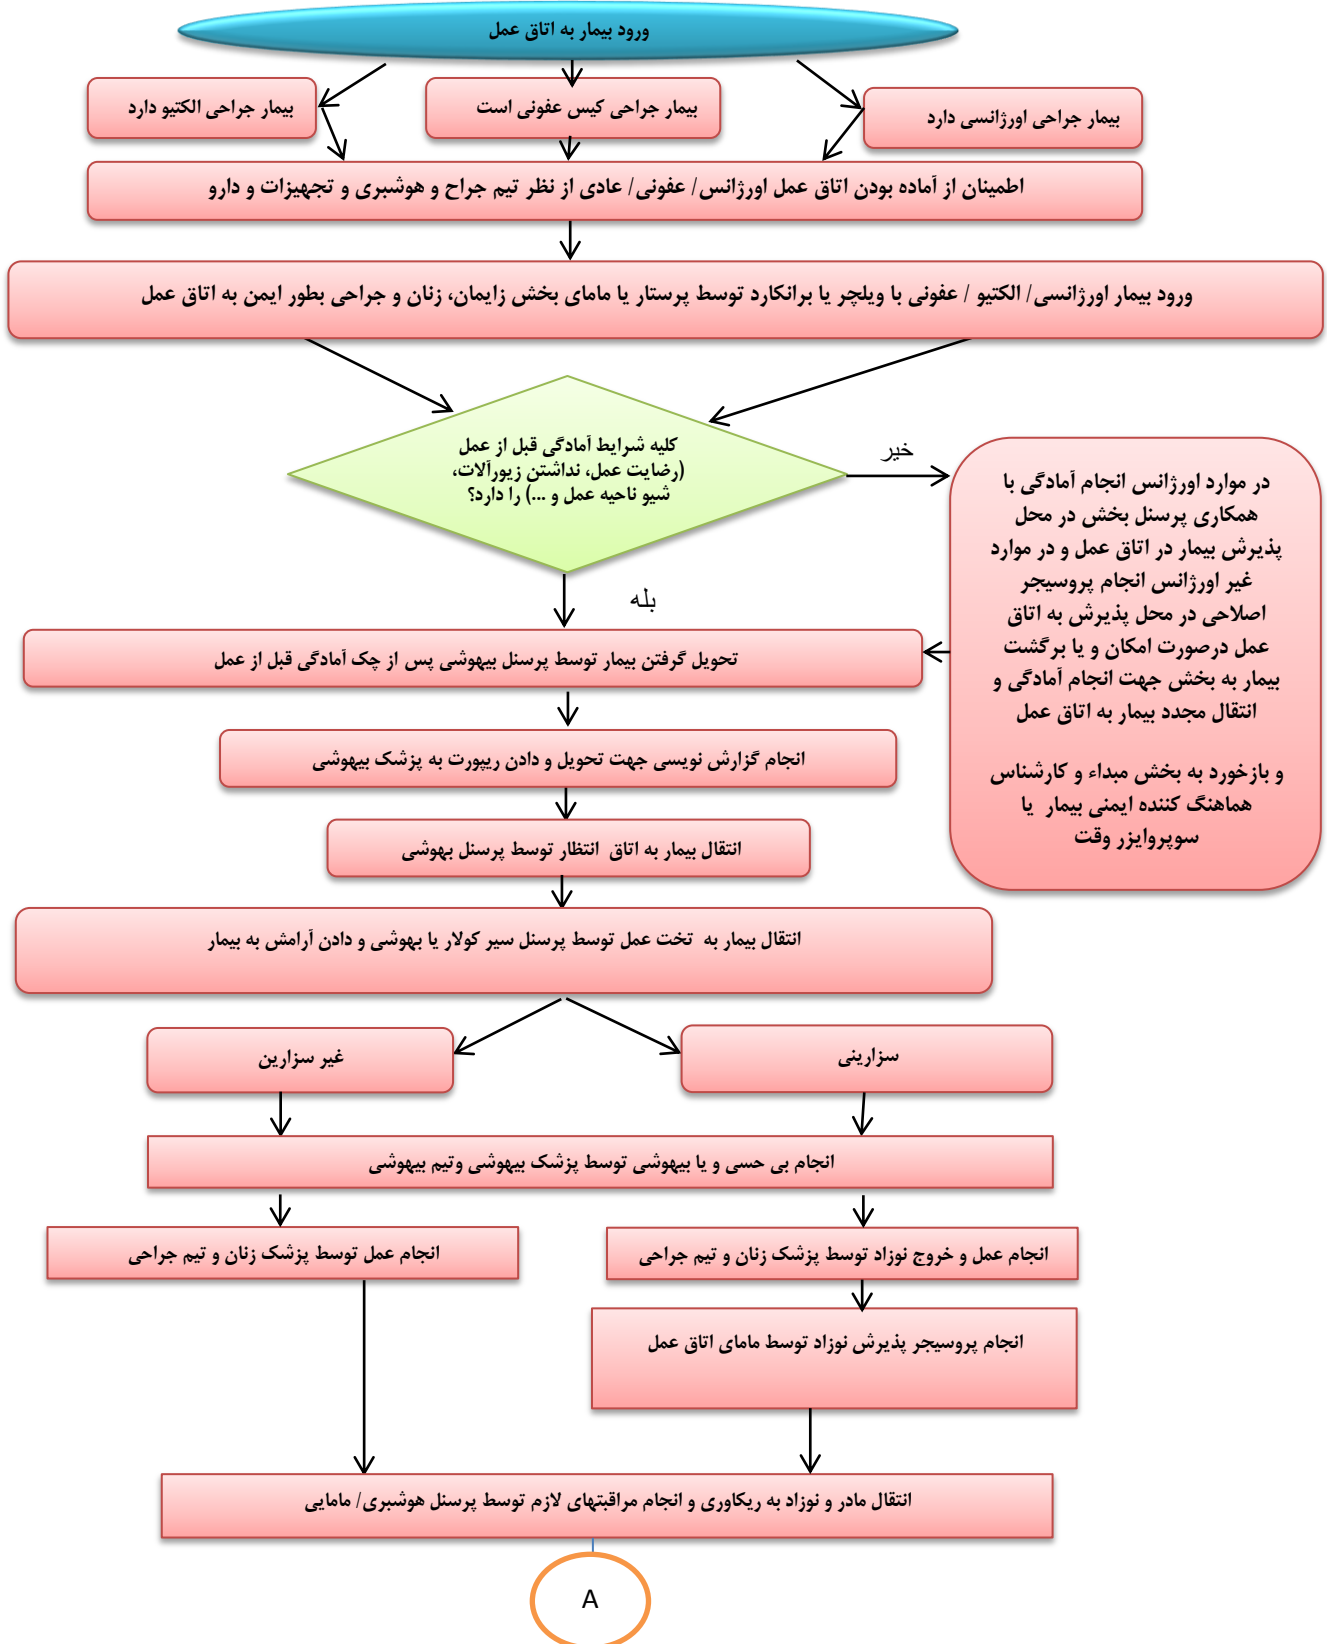 ورود بیمار به اتاق عمل
بیمار جراحی اورژانسی دارد
بیمار جراحی کیس عفونی است
بیمار جراحی الکتیو دارد
اطمینان از آماده بودن اتاق عمل اورژانس/ عفونی/ عادی از نظر تیم جراح و هوشبری و تجهیزات و دارو
ورود بیمار اورژانسی/ الکتیو / عفونی با ویلچر یا برانکارد توسط پرستار یا مامای بخش زایمان، زنان و جراحی بطور ایمن به اتاق عمل
کلیه شرایط آمادگی قبل از عمل
(رضایت عمل، نداشتن زیورآلات،
شیو ناحیه عمل و ...) را دارد؟
خیر
در موارد اورژانس انجام آمادگی با
همکاری پرسنل بخش در محل
پذیرش بیمار در اتاق عمل و در موارد
غیر اورژانس انجام پروسیجر
اصلاحی در محل پذیرش به اتاق
عمل درصورت امکان و یا برگشت
بیمار به بخش جهت انجام آمادگی و
انتقال مجدد بیمار به اتاق عمل
و بازخورد به بخش مبداء و کارشناس
هماهنگ کننده ایمنی بیمار یا
سوپروایزر وقت
بله
تحویل گرفتن بیمار توسط پرسنل بیهوشی پس از چک آمادگی قبل از عمل
انجام گزارش نویسی جهت تحویل و دادن ریپورت به پزشک بیهوشی
انتقال بیمار به اتاق انتظار توسط پرسنل بهوشی
انتقال بیمار به تخت عمل توسط پرسنل سیر کولار یا بهوشی و دادن آرامش به بیمار
سزارینی
غیر سزارین
انجام بی حسی و یا بیهوشی توسط پزشک بیهوشی وتیم بیهوشی
انجام عمل و خروج نوزاد توسط پزشک زنان و تیم جراحی
انجام عمل توسط پزشک زنان و تیم جراحی
انجام پروسیجر پذیرش نوزاد توسط مامای اتاق عمل
انتقال مادر و نوزاد به ریکاوری و انجام مراقبتهای لازم توسط پرسنل هوشبری/ مامایی
A